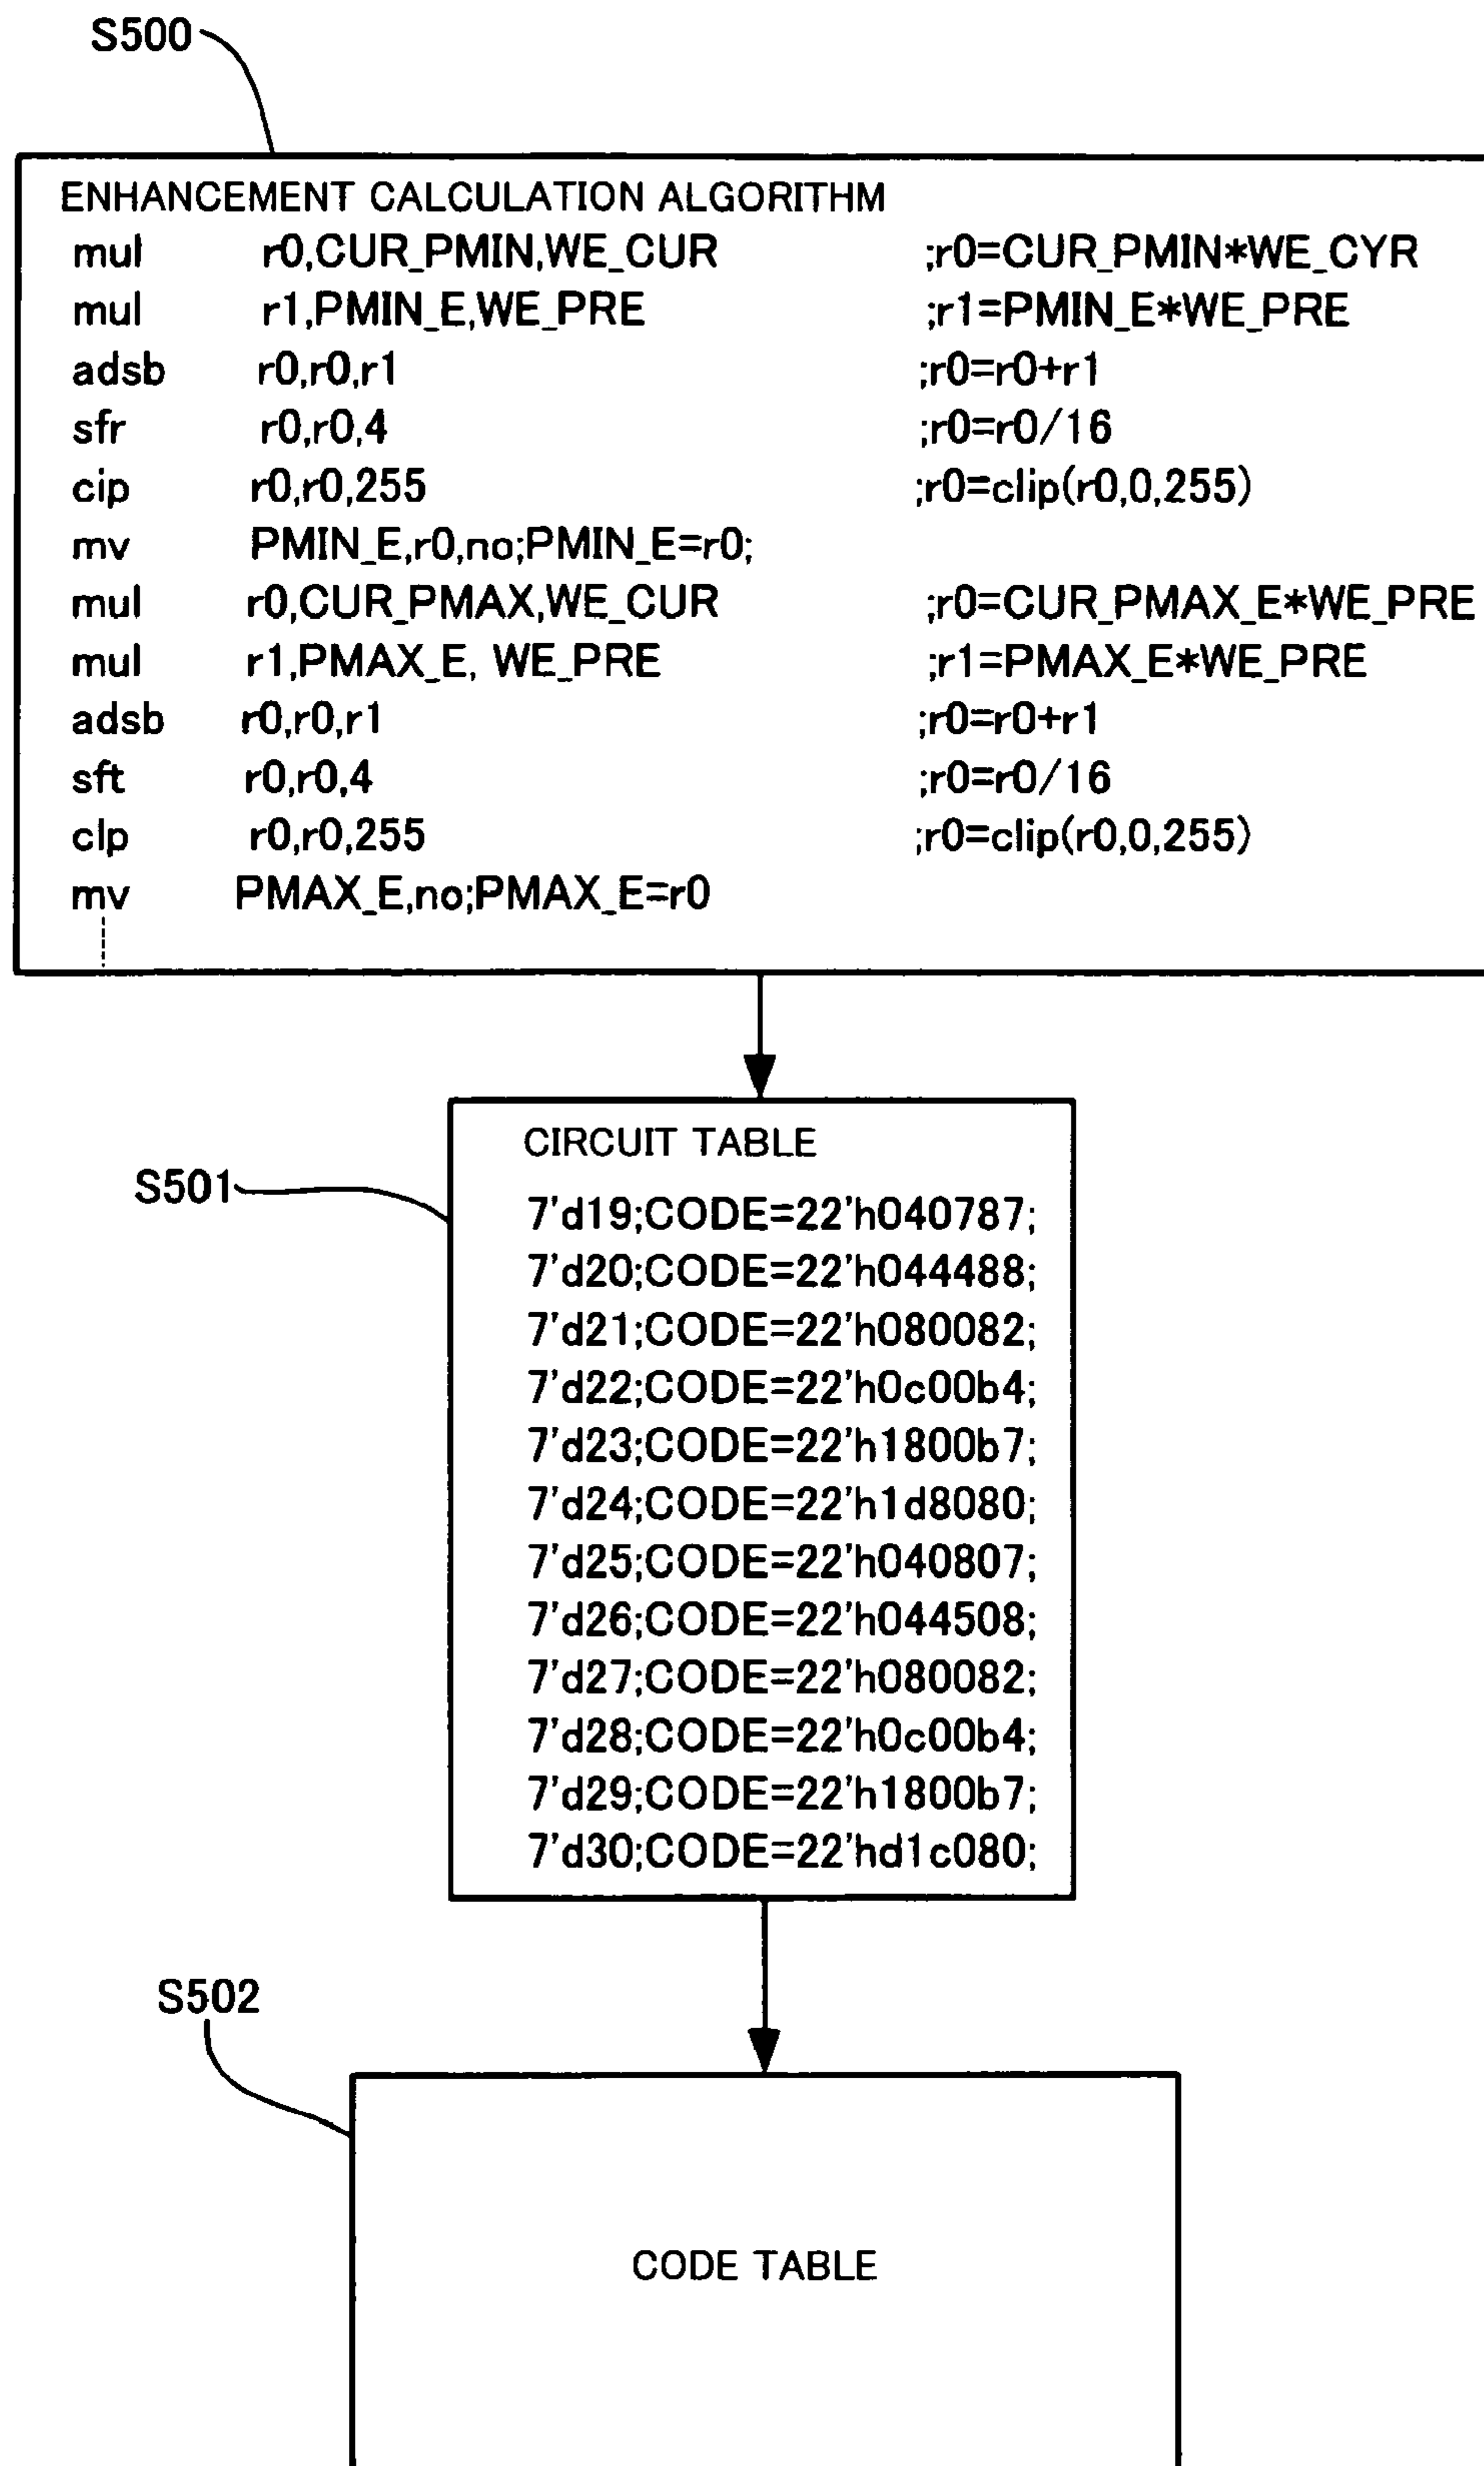 S500
ENHANCEMENT CALCULATION ALGORITHM
mul r0,CUR_PMIN,WE_CUR ;r0=CUR_PMIN*WE_CYR
mul r1,PMIN_E,WE_PRE ;r1=PMIN_E*WE_PRE
adsb r0,r0,r1 ;r0=r0+r1
sfr r0,r0,4 ;r0=r0/16
cip r0,r0,255 ;r0=clip(r0,0,255)
mv PMIN_E,r0,no;PMIN_E=r0;
mul r0,CUR_PMAX,WE_CUR ;r0=CUR_PMAX_E*WE_PRE
mul r1,PMAX_E, WE_PRE ;r1=PMAX_E*WE_PRE
adsb r0,r0,r1 ;r0=r0+r1
sft r0,r0,4 ;r0=r0/16
clp r0,r0,255 ;r0=clip(r0,0,255)
mv PMAX_E,no;PMAX_E=r0
CIRCUIT TABLE
S501
7'd19;CODE=22'h040787;
7'd20;CODE=22'h044488;
7'd21;CODE=22'h080082;
7'd22;CODE=22'h0c00b4;
7'd23;CODE=22'h1800b7;
7'd24;CODE=22'h1d8080;
7'd25;CODE=22'h040807;
7'd26;CODE=22'h044508;
7'd27;CODE=22'h080082;
7'd28;CODE=22'h0c00b4;
7'd29;CODE=22'h1800b7;
7'd30;CODE=22'hd1c080;
S502
CODE TABLE